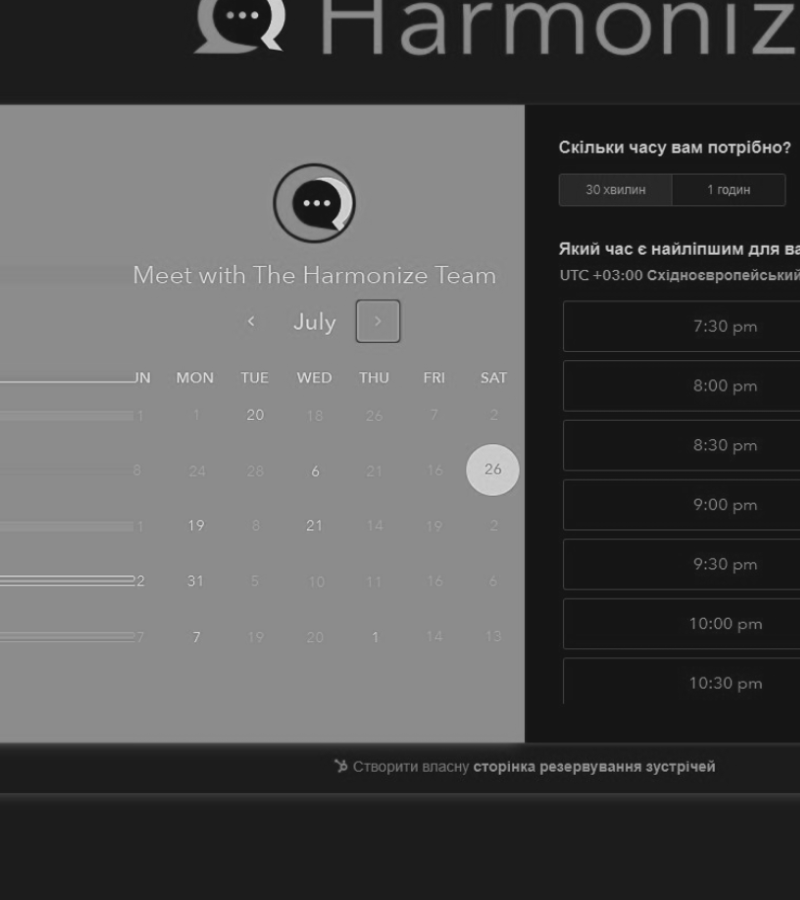 Harmoniz
Скільки часу вам потрібно?
30 хвилин 1 годин
Meet with The Harmonize Team
Який час є найліпшим для ва
UTC +03:00 Східноєвропейський
July
7:30 pm
UN MON TUE WED THU FRI SAT
8:00 pm
1 1 20 18 26 7 2
8:30 pm
8 24 28 6 21 16 26
9:00 pm
1 19 8 21 14 19 2
9:30 pm
22 31 5 10 11 16 6
10:00 pm
7 7 19 20 1 14 13
10:30 pm
Створити власну сторінка резервування зустрічей